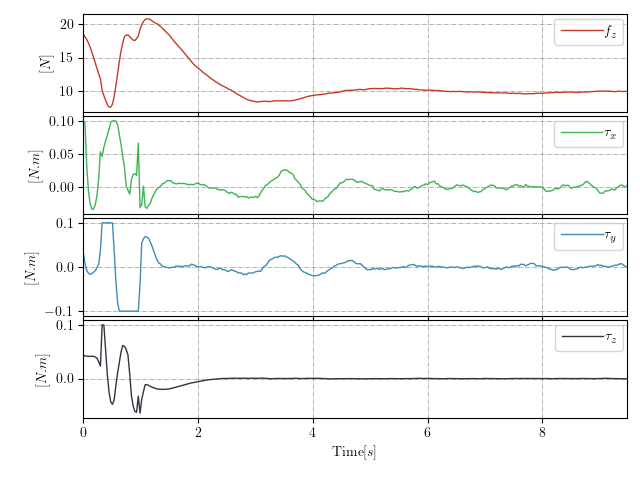 20
15
10
[N]
f_z
0.10
0.05
0.00
[N.m]
τ_x
0.1
0.0
−0.1
[N.m]
τ_y
0.1
0.0
[N.m]
τ_z
0 2 4 6 8
Time[s]